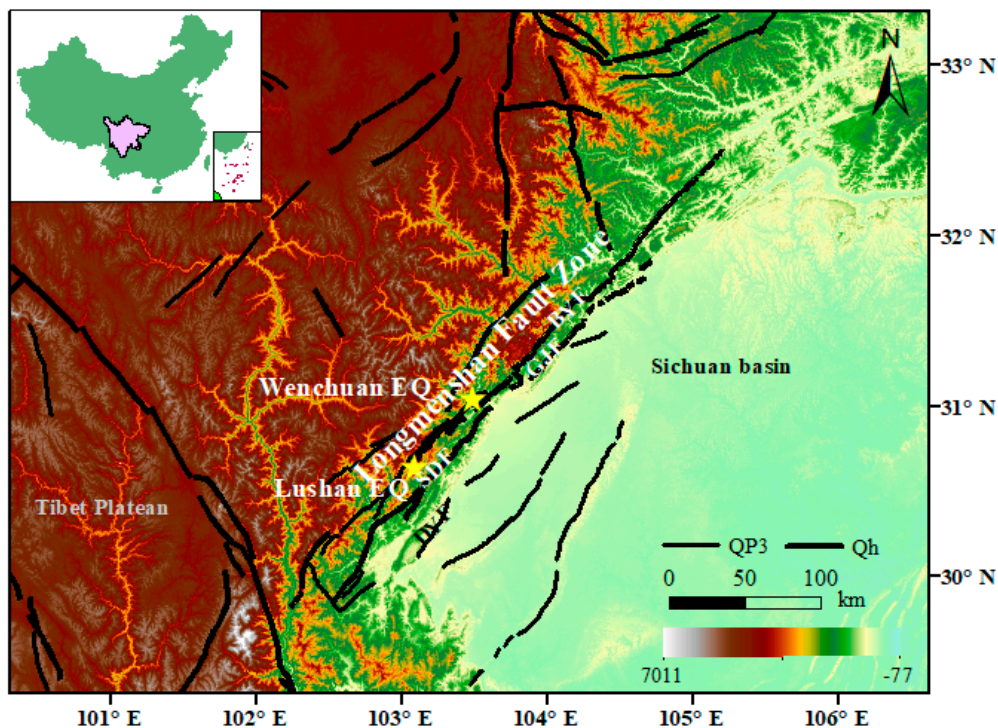 N
33° N
32° N
31° N
30° N
Longmenshan Fault Zone
BYF
GJF
Wenchuan EQ
Sichuan basin
Lushan EQ
SDF
Tibet Platean
DYF
QP3
Qh
0 50 100
km
7011 -77
101° E 102° E 103° E 104° E 105° E 106° E